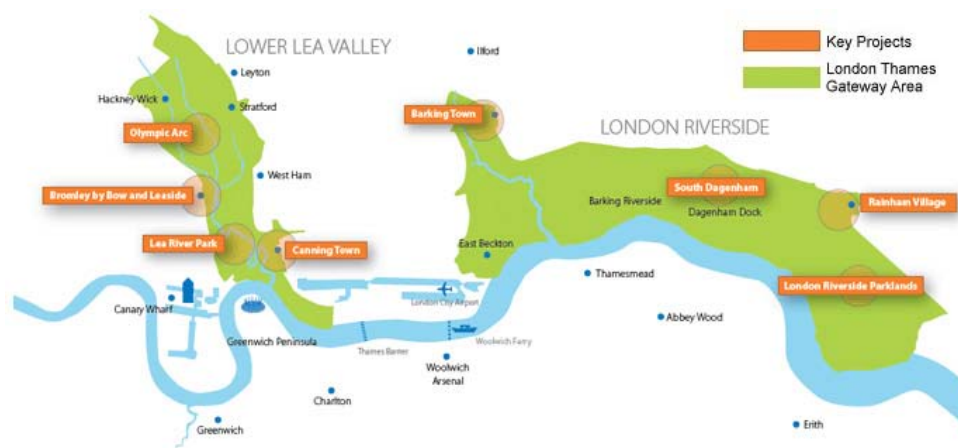 LOWER LEA VALLEY
Ilford
Key Projects
London Thames
Gateway Area
Leyton
Hackney Wick
Stratford
Barking Town
Olympic Arc
LONDON RIVERSIDE
West Ham
South Dagenham
Bromley by Bow and Leaside
Barking Riverside
Rainham Village
Dagenham Dock
Lea River Park
Canning Town
East Beckton
Thamesmead
London Riverside Parklands
London City Airport
Canary Wharf
Abbey Wood
Greenwich Peninsula
Thames Barrier
Woolwich Ferry
Woolwich
Arsenal
Charlton
Greenwich
Erith